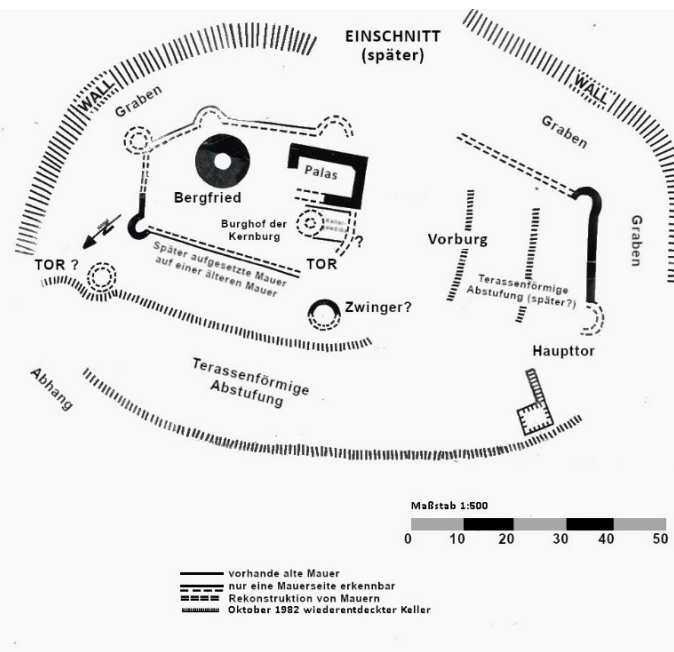 EINSCHNITT
(später)
WALL
Graben
WALL
Graben
Palas
Bergfried
Graben
Burghof der
Kernburg
Keller-
gewölbe
?
Vorburg
TOR ?
Später aufgesetzte Mauer
auf einer älteren Mauer
TOR
Terassenförmige
Abstufung (später?)
Zwinger?
Haupttor
Terassenförmige
Abstufung
Abhang
Maßstab 1:500
0 10 20 30 40 50
vorhande alte Mauer
nur eine Mauerseite erkennbar
Rekonstruktion von Mauern
Oktober 1982 wiederentdeckter Keller